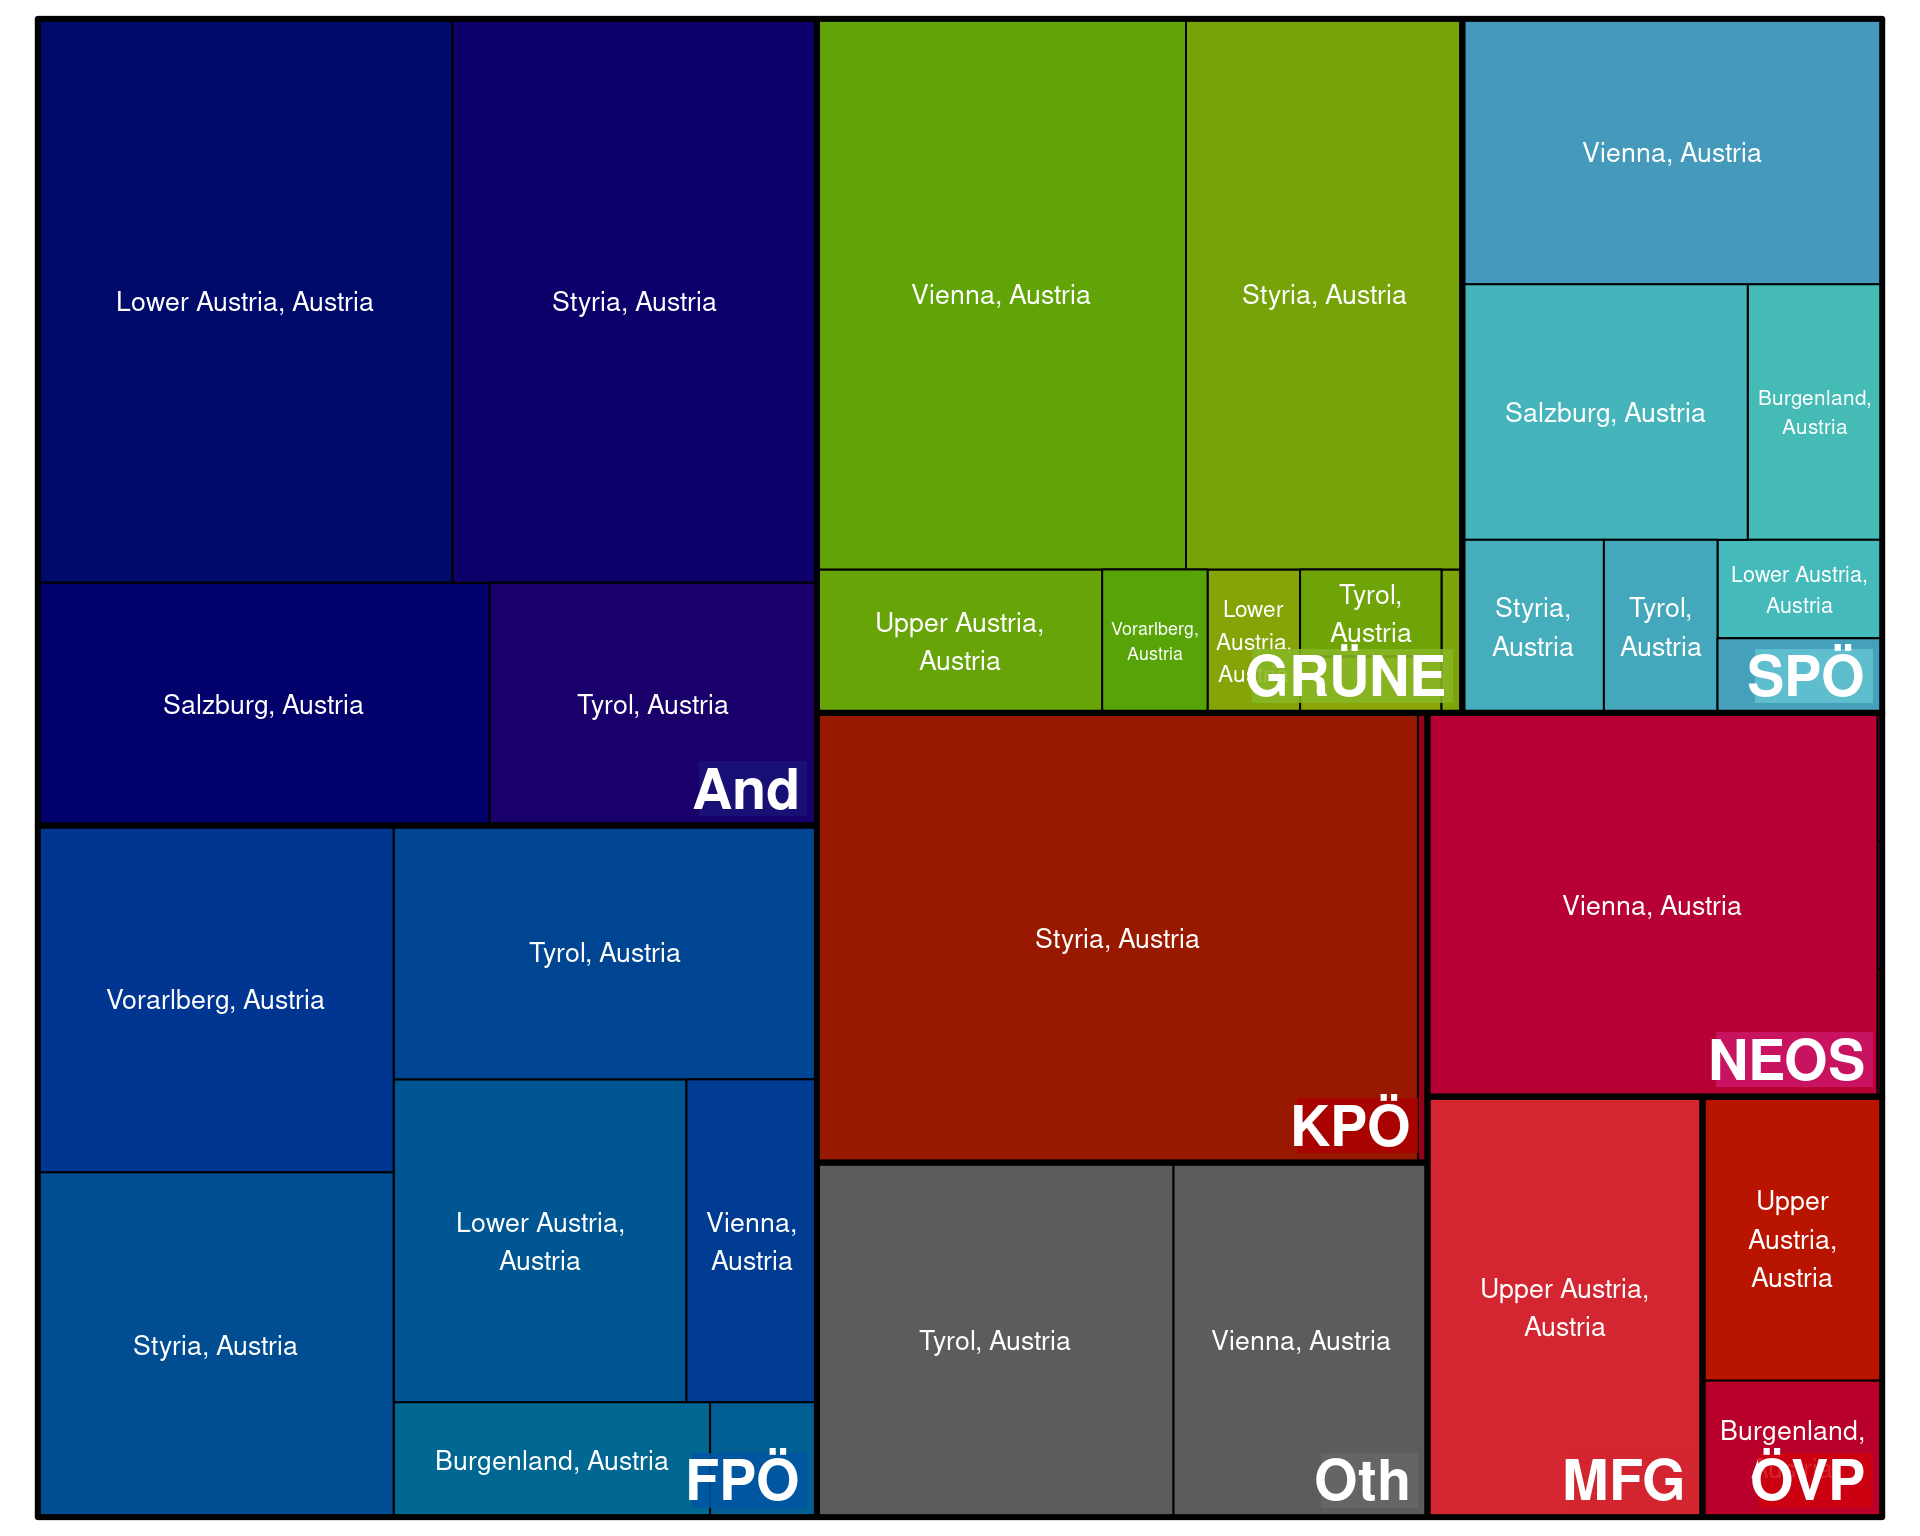 Lower Austria, Austria
Styria, Austria
Salzburg, Austria
Tyrol, Austria
And
Vorarlberg, Austria
Tyrol, Austria
Styria, Austria
Lower Austria,
Austria
Vienna,
Austria
Burgenland, Austria
FPÖ
Vienna, Austria
Styria, Austria
Upper Austria,
Austria
Vorarlberg,
Austria
Lower
Austria,
Tyrol,
Austria
GRÜNE
Vienna, Austria
Salzburg, Austria
Burgenland,
Austria
Styria,
Austria
Tyrol,
Austria
Lower Austria,
Austria
SPÖ
Styria, Austria
KPÖ
Vienna, Austria
NEOS
Tyrol, Austria
Vienna, Austria
Oth
Upper Austria,
Austria
MFG
Upper
Austria,
Austria
Burgenland,
ÖVP